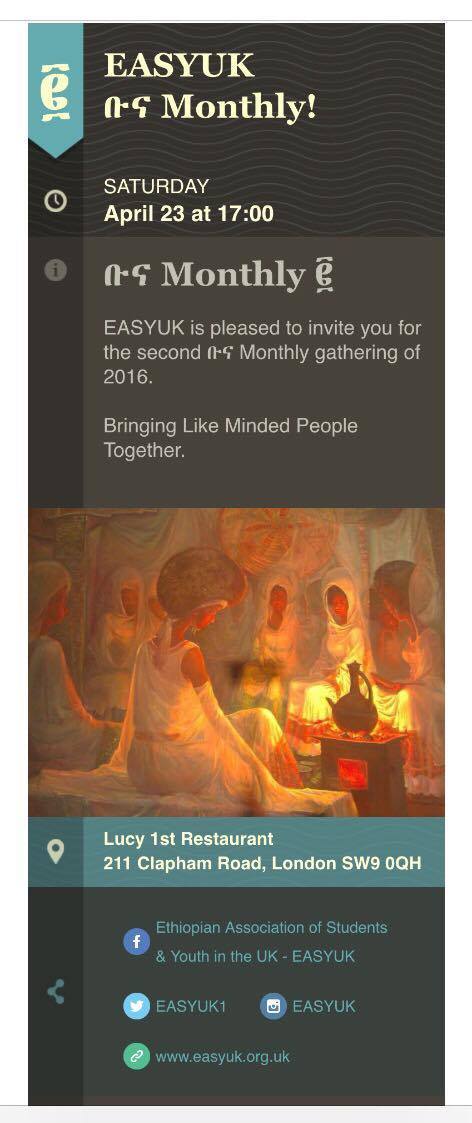 ፪
EASYUK
ቡና Monthly!
SATURDAY
April 23 at 17:00
ቡና Monthly ፪
EASYUK is pleased to invite you for
the second ቡና Monthly gathering of
2016.
Bringing Like Minded People
Together.
Lucy 1st Restaurant
211 Clapham Road, London SW9 0QH
Ethiopian Association of Students
& Youth in the UK - EASYUK
EASYUK1 EASYUK
www.easyuk.org.uk